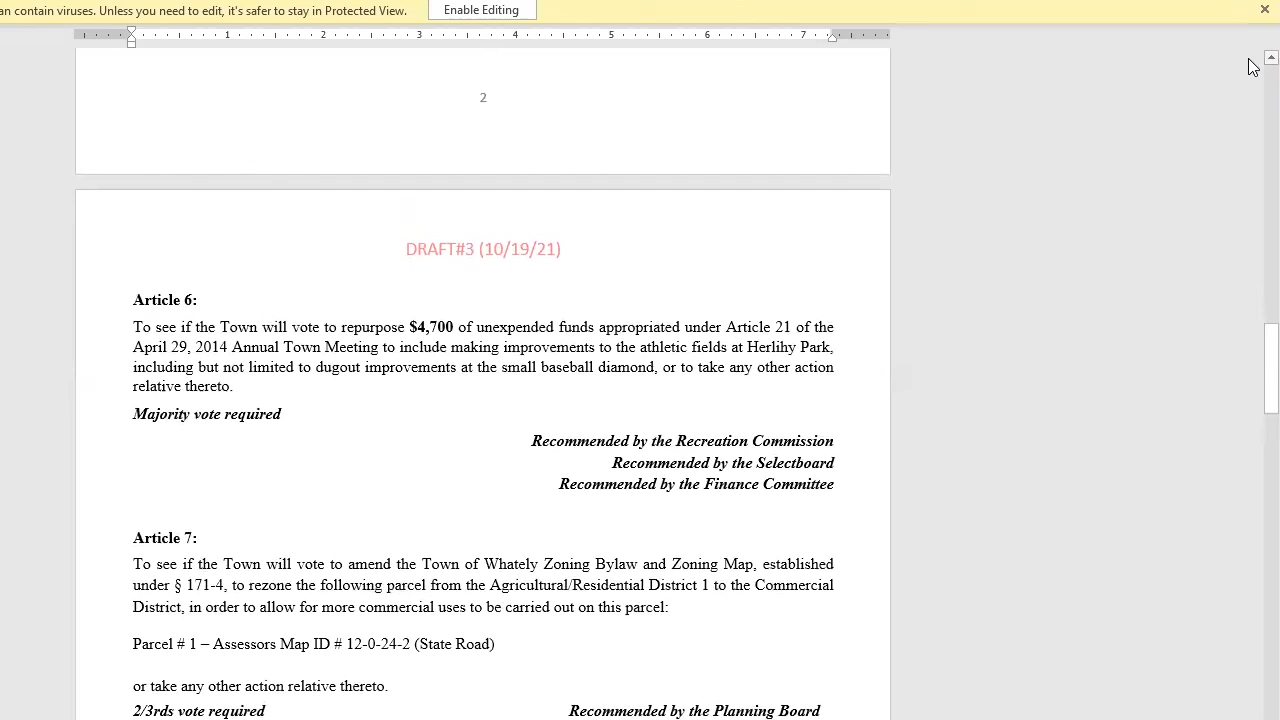 an contain viruses. Unless you need to edit, it's safer to stay in Protected View. Enable Editing
1 2 3 4 5 6 7
2
DRAFT#3 (10/19/21)
Article 6:
To see if the Town will vote to repurpose $4,700 of unexpended funds appropriated under Article 21 of the
April 29, 2014 Annual Town Meeting to include making improvements to the athletic fields at Herlihy Park,
including but not limited to dugout improvements at the small baseball diamond, or to take any other action
relative thereto.
Majority vote required
Recommended by the Recreation Commission
Recommended by the Selectboard
Recommended by the Finance Committee
Article 7:
To see if the Town will vote to amend the Town of Whately Zoning Bylaw and Zoning Map, established
under § 171-4, to rezone the following parcel from the Agricultural/Residential District 1 to the Commercial
District, in order to allow for more commercial uses to be carried out on this parcel:
Parcel # 1 – Assessors Map ID # 12-0-24-2 (State Road)
or take any other action relative thereto.
2/3rds vote required Recommended by the Planning Board